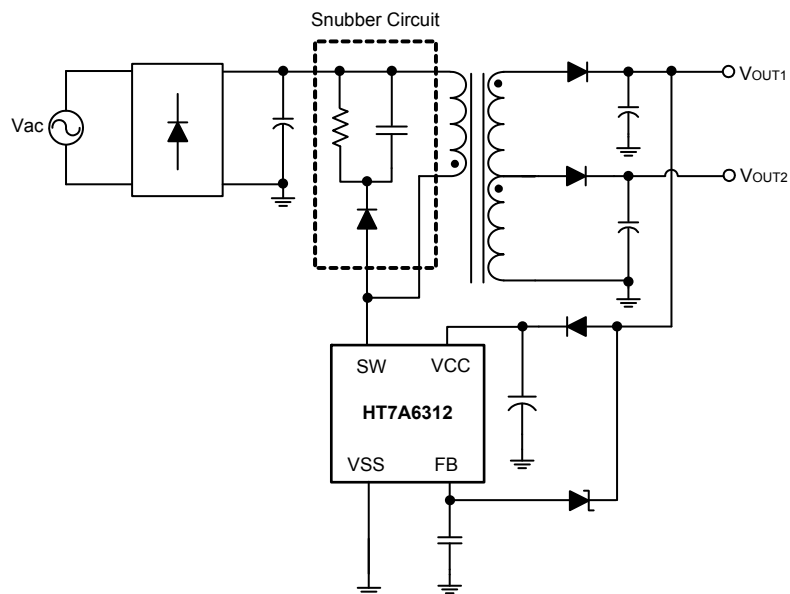 Snubber Circuit
Vac
VOUT1
VOUT2
SW
VCC
HT7A6312
VSS
FB